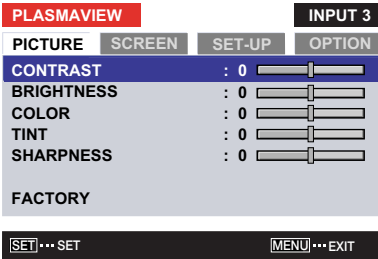 PLASMAVIEW INPUT 3
PICTURE SCREEN SET-UP OPTION
CONTRAST : 0
BRIGHTNESS : 0
COLOR : 0
TINT : 0
SHARPNESS : 0
FACTORY
SET ··· SET MENU ··· EXIT